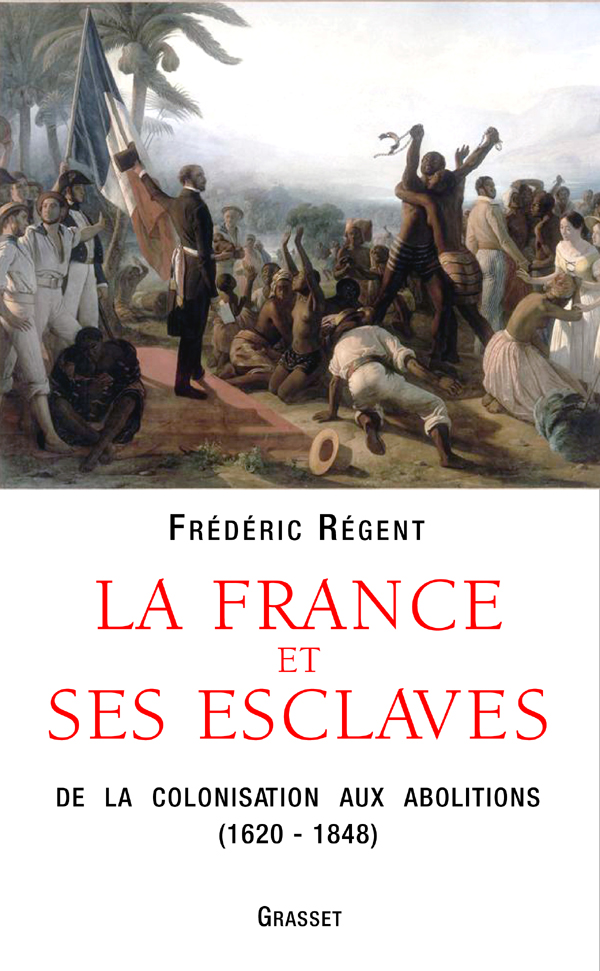 FRÉDÉRIC RÉGENT
LA FRANCE
ET
SES ESCLAVES
DE LA COLONISATION AUX ABOLITIONS
(1620 - 1848)
GRASSET